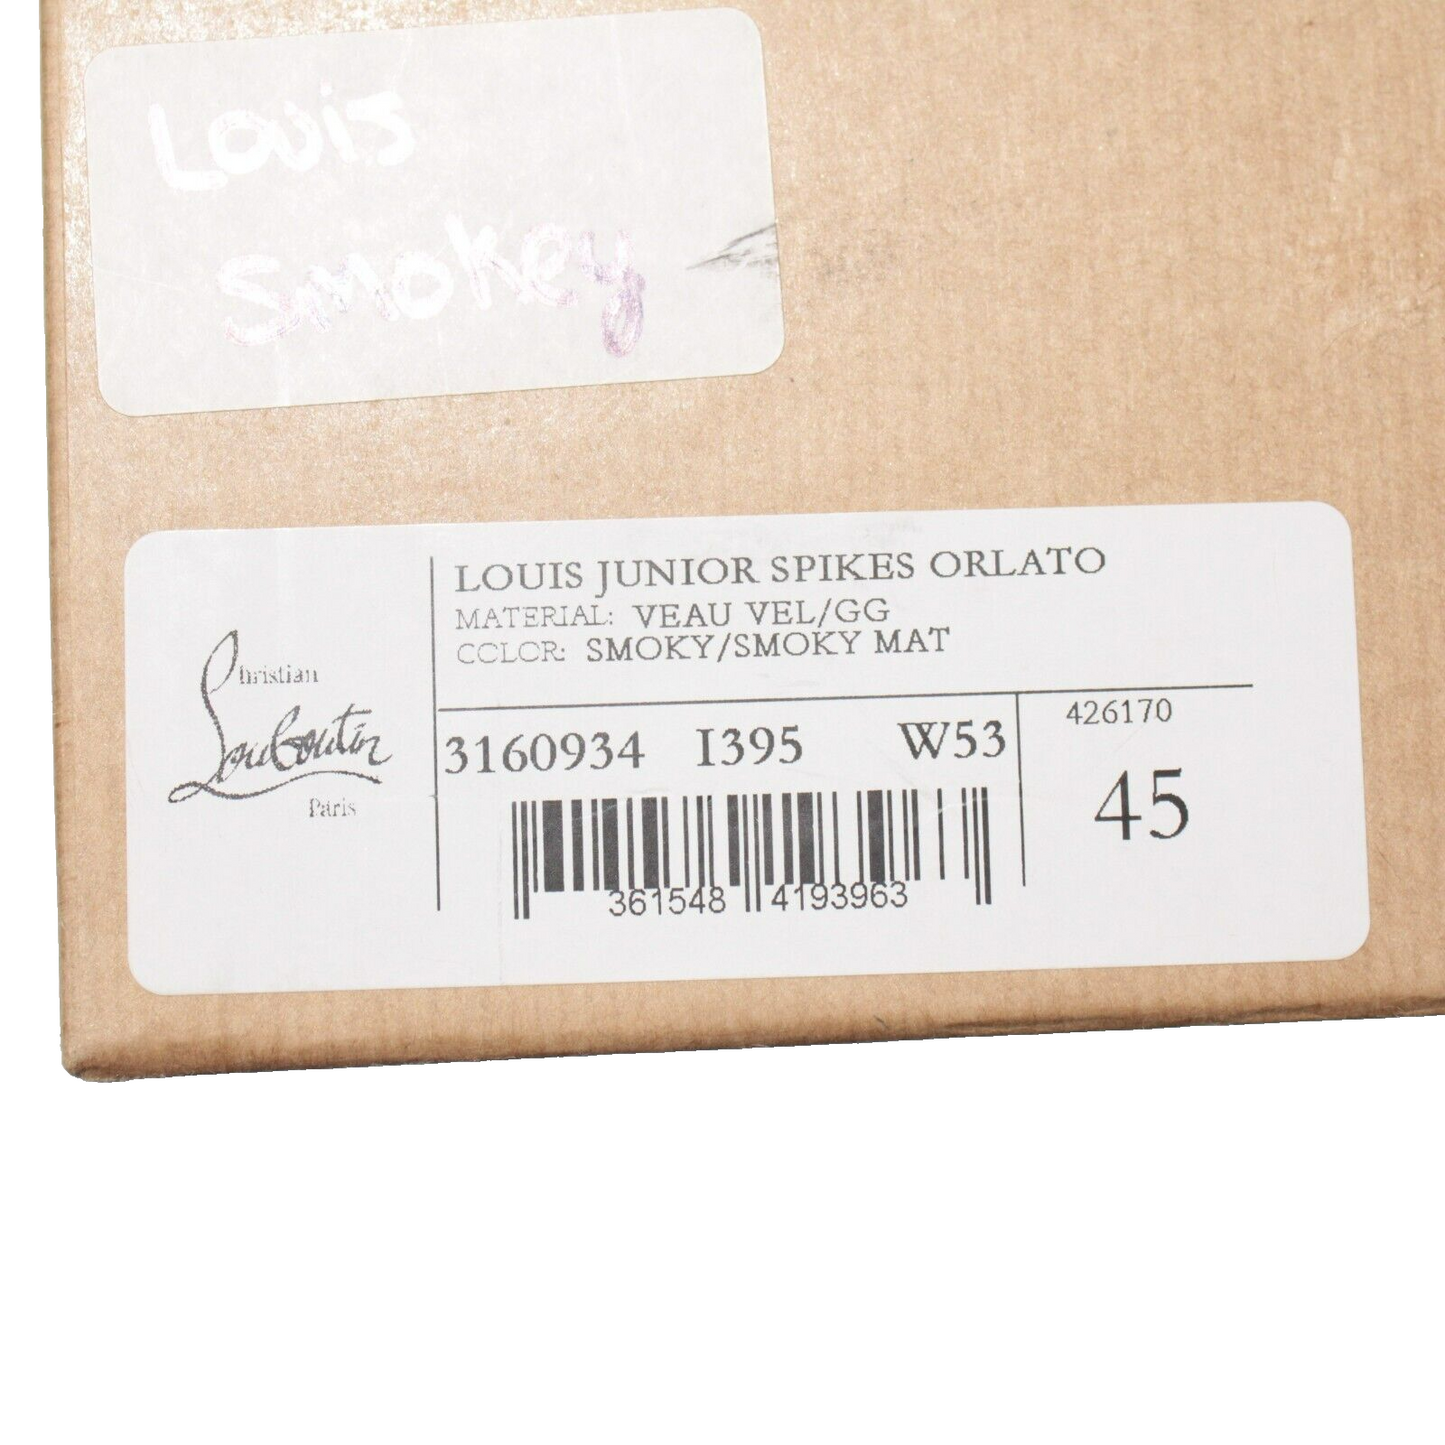 Louis
Smokey
LOUIS JUNIOR SPIKES ORLATO
MATERIAL: VEAU VEL/GG
COLOR: SMOKY/SMOKY MAT
Christian
Louboutin
Paris
3160934 I395 W53
426170
45
361548 4193963